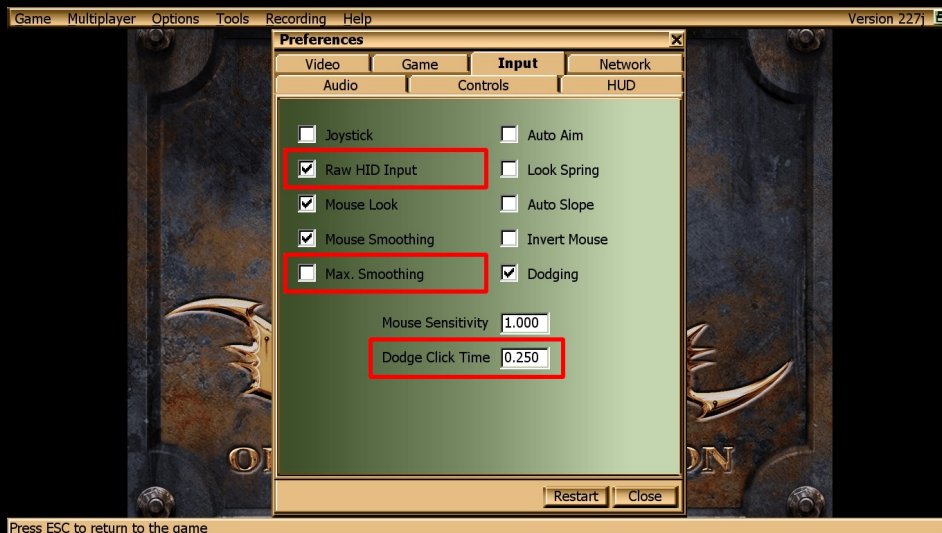 Game Multiplayer Options Tools Recording Help Version 227j
Preferences
Video Game Input Network
Audio Controls HUD
Joystick Auto Aim
Raw HID Input Look Spring
Mouse Look Auto Slope
Mouse Smoothing Invert Mouse
Max. Smoothing Dodging
Mouse Sensitivity 1.000
Dodge Click Time 0.250
Restart Close
Press ESC to return to the game